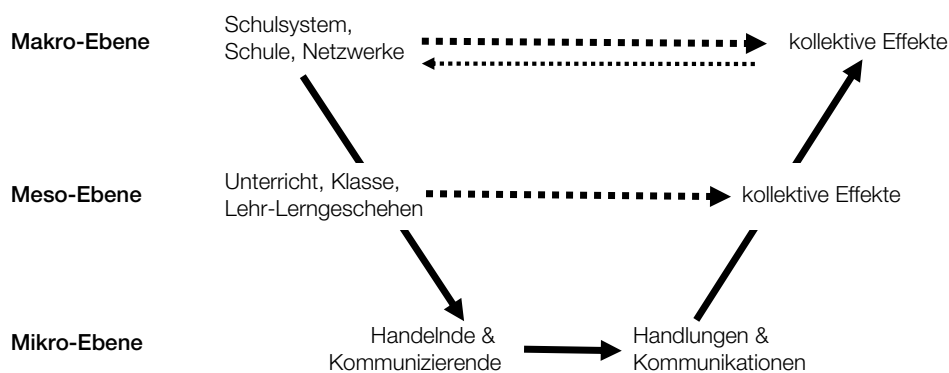 Makro-Ebene
Schulsystem,
Schule, Netzwerke
kollektive Effekte
Meso-Ebene
Unterricht, Klasse,
Lehr-Lerngeschehen
kollektive Effekte
Mikro-Ebene
Handelnde &
Kommunizierende
Handlungen &
Kommunikationen